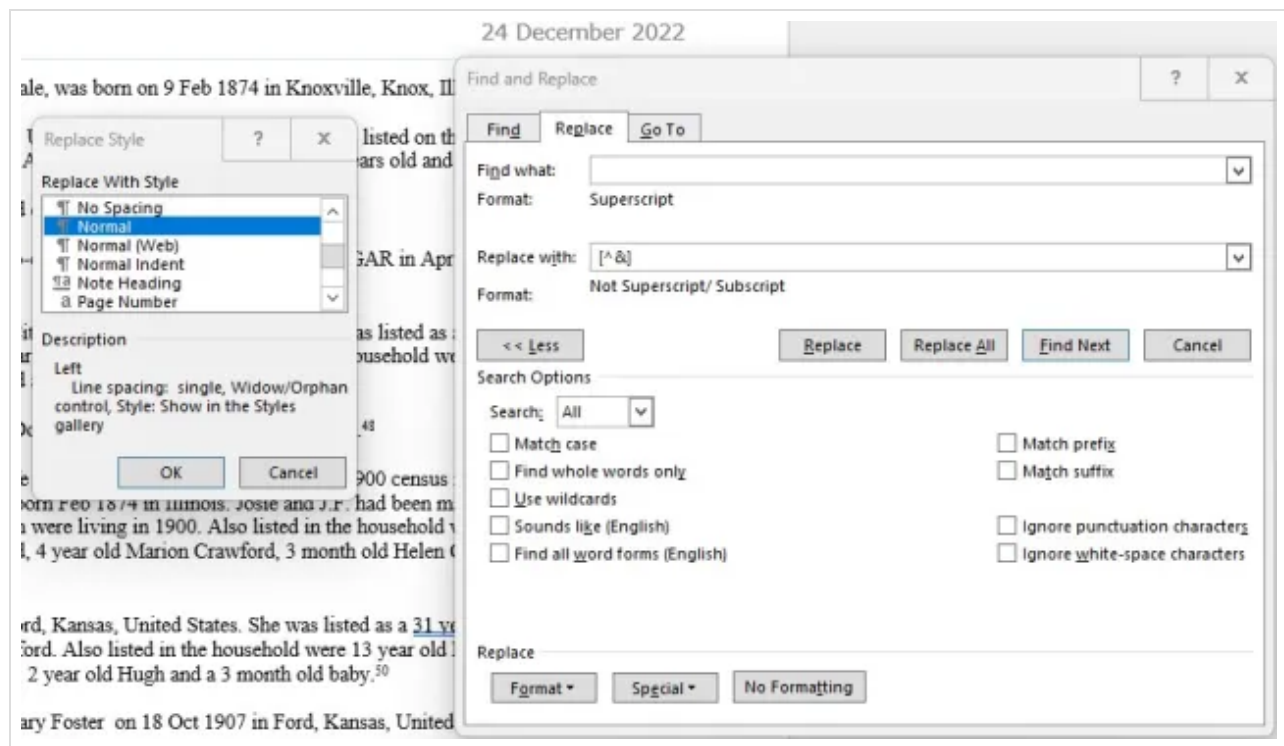 24 December 2022
ale, was born on 9 Feb 1874 in Knoxville, Knox, Il
listed on th
ars old and
GAR in Apr
as listed as
ousehold we
.48
900 census
orn Feb 1874 in Illinois. Josie and J.F. had been m
were living in 1900. Also listed in the household
, 4 year old Marion Crawford, 3 month old Helen
rd, Kansas, United States. She was listed as a 31 ye
ford. Also listed in the household were 13 year old
2 year old Hugh and a 3 month old baby.50
ary Foster on 18 Oct 1907 in Ford, Kansas, United
Replace Style
? X
Replace With Style
¶ No Spacing
¶ Normal
¶ Normal (Web)
¶ Normal Indent
¶a Note Heading
a Page Number
Description
Left
Line spacing: single, Widow/Orphan
control, Style: Show in the Styles
gallery
OK Cancel
Find and Replace
? X
Find Replace Go To
Find what:
Format: Superscript
Replace with: [^&]
Format: Not Superscript/ Subscript
<< Less Replace Replace All Find Next Cancel
Search Options
Search: All
Match case Match prefix
Find whole words only Match suffix
Use wildcards
Sounds like (English) Ignore punctuation characters
Find all word forms (English) Ignore white-space characters
Replace
Format Special No Formatting